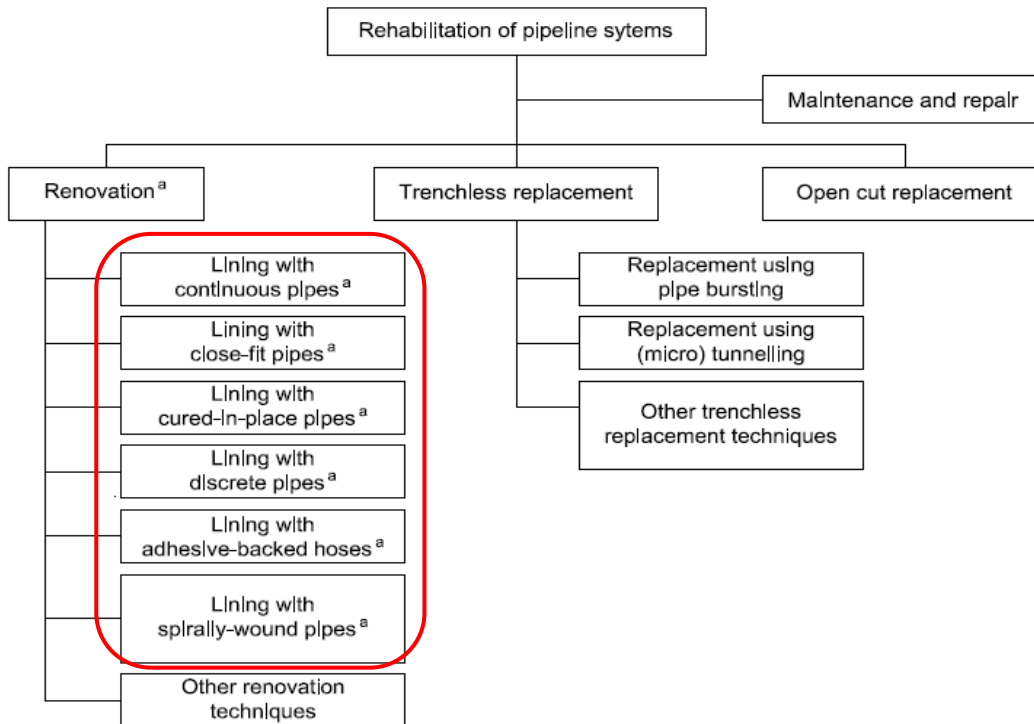 Rehabilitation of pipeline sytems
Maintenance and repair
Renovation a
Trenchless replacement
Open cut replacement
Lining with
continuous pipes a
Lining with
close-fit pipes a
Lining with
cured-in-place pipes a
Lining with
discrete pipes a
Lining with
adhesive-backed hoses a
Lining with
spirally-wound pipes a
Other renovation
techniques
Replacement using
pipe bursting
Replacement using
(micro) tunnelling
Other trenchless
replacement techniques